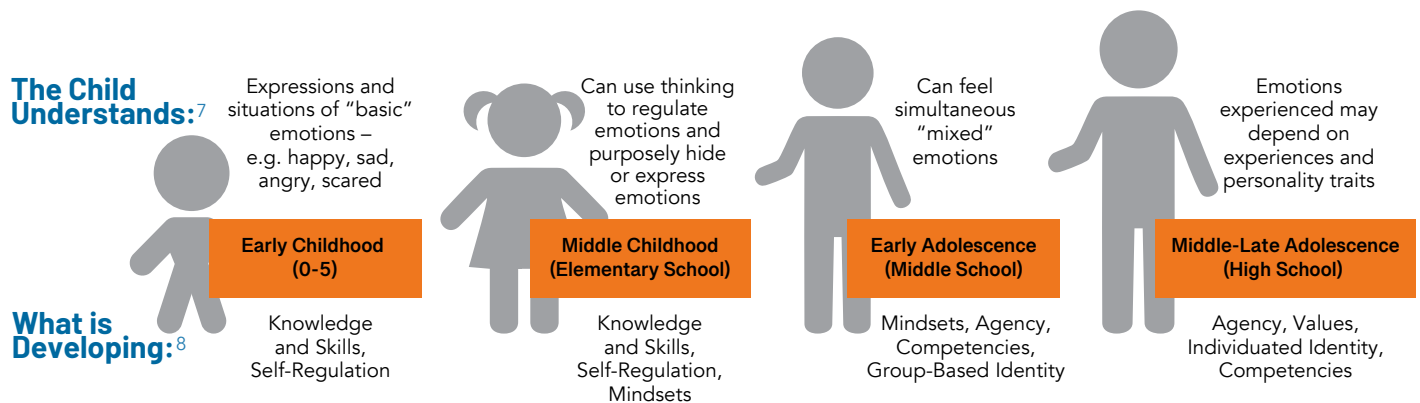 The Child
Understands:7
Expressions and
situations of “basic”
emotions –
e.g. happy, sad,
angry, scared
Can use thinking
to regulate
emotions and
purposely hide
or express
emotions
Can feel
simultaneous
“mixed”
emotions
Emotions
experienced may
depend on
experiences and
personality traits
Early Childhood
(0-5)
Middle Childhood
(Elementary School)
Early Adolescence
(Middle School)
Middle-Late Adolescence
(High School)
What is
Developing:8
Knowledge
and Skills,
Self-Regulation
Knowledge
and Skills,
Self-Regulation,
Mindsets
Mindsets, Agency,
Competencies,
Group-Based Identity
Agency, Values,
Individuated Identity,
Competencies